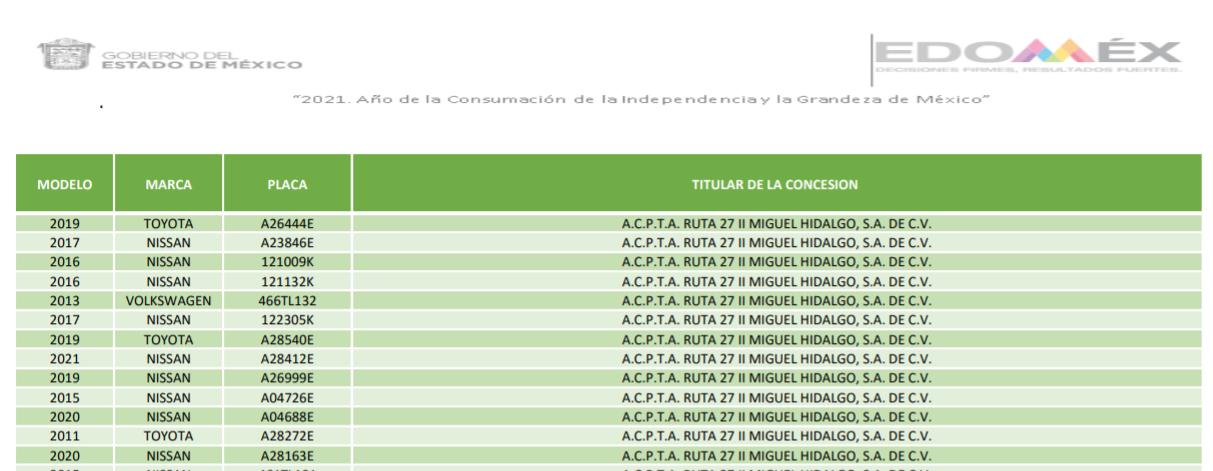 GOBIERNO DEL
ESTADO DE MÉXICO
EDOMÉX
DECISIONES FIRMES, RESULTADOS FUERTES.
"2021. Año de la Consumación de la Independencia y la Grandeza de México"
MODELO MARCA PLACA TITULAR DE LA CONCESION
2019 TOYOTA A26444E A.C.P.T.A. RUTA 27 II MIGUEL HIDALGO, S.A. DE C.V.
2017 NISSAN A23846E A.C.P.T.A. RUTA 27 II MIGUEL HIDALGO, S.A. DE C.V.
2016 NISSAN 121009K A.C.P.T.A. RUTA 27 II MIGUEL HIDALGO, S.A. DE C.V.
2016 NISSAN 121132K A.C.P.T.A. RUTA 27 II MIGUEL HIDALGO, S.A. DE C.V.
2013 VOLKSWAGEN 466TL132 A.C.P.T.A. RUTA 27 II MIGUEL HIDALGO, S.A. DE C.V.
2017 NISSAN 122305K A.C.P.T.A. RUTA 27 II MIGUEL HIDALGO, S.A. DE C.V.
2019 TOYOTA A28540E A.C.P.T.A. RUTA 27 II MIGUEL HIDALGO, S.A. DE C.V.
2021 NISSAN A28412E A.C.P.T.A. RUTA 27 II MIGUEL HIDALGO, S.A. DE C.V.
2019 NISSAN A26999E A.C.P.T.A. RUTA 27 II MIGUEL HIDALGO, S.A. DE C.V.
2015 NISSAN A04726E A.C.P.T.A. RUTA 27 II MIGUEL HIDALGO, S.A. DE C.V.
2020 NISSAN A04688E A.C.P.T.A. RUTA 27 II MIGUEL HIDALGO, S.A. DE C.V.
2011 TOYOTA A28272E A.C.P.T.A. RUTA 27 II MIGUEL HIDALGO, S.A. DE C.V.
2020 NISSAN A28163E A.C.P.T.A. RUTA 27 II MIGUEL HIDALGO, S.A. DE C.V.